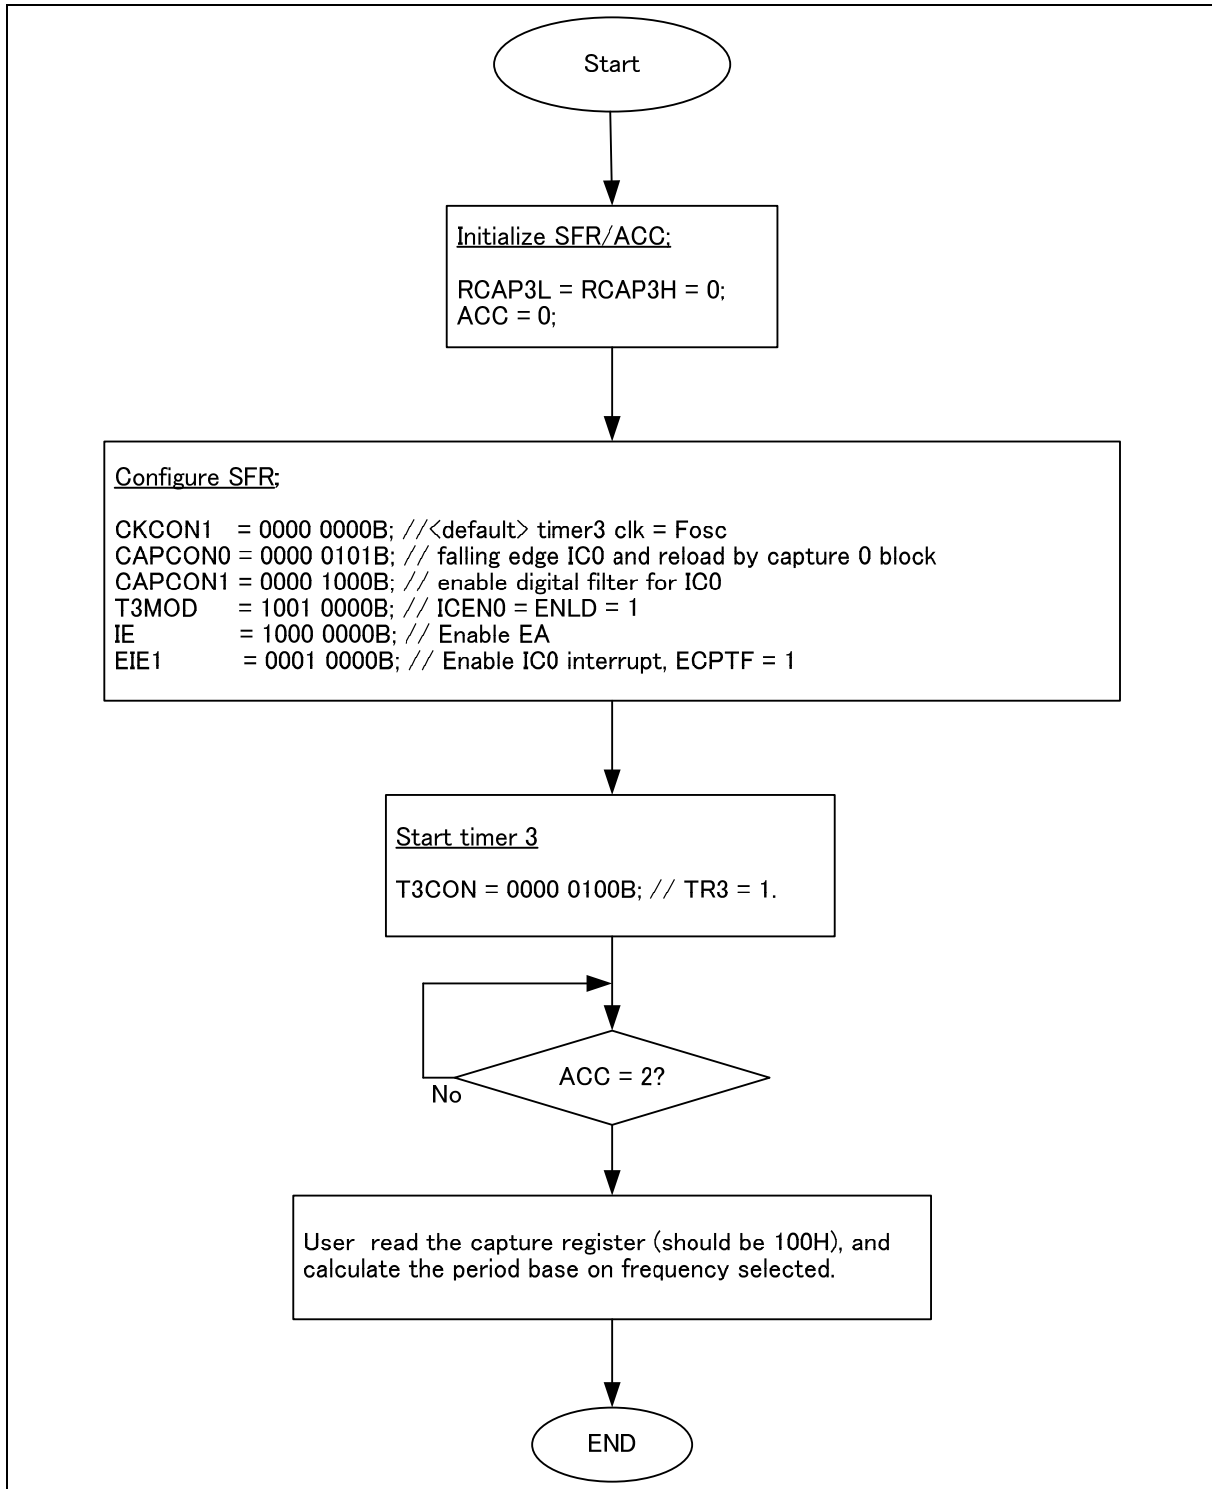 Start
Initialize SFR/ACC;
RCAP3L = RCAP3H = 0;
ACC = 0;
Configure SFR;
CKCON1 = 0000 0000B; //<default> timer3 clk = Fosc
CAPCON0 = 0000 0101B; // falling edge IC0 and reload by capture 0 block
CAPCON1 = 0000 1000B; // enable digital filter for IC0
T3MOD = 1001 0000B; // ICEN0 = ENLD = 1
IE = 1000 0000B; // Enable EA
EIE1 = 0001 0000B; // Enable IC0 interrupt, ECPTF = 1
Start timer 3
T3CON = 0000 0100B; // TR3 = 1.
ACC = 2?
No
User read the capture register (should be 100H), and
calculate the period base on frequency selected.
END